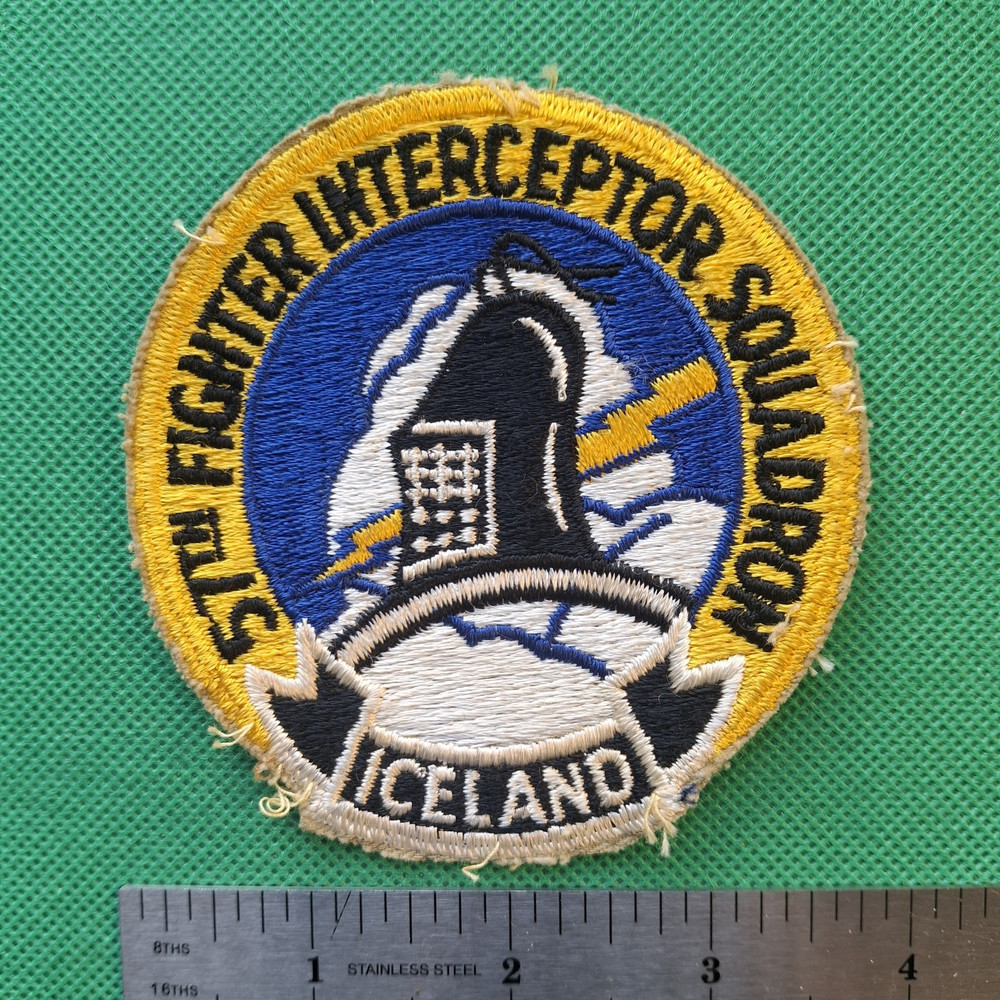 57TH FIGHTER INTERCEPTOR SQUADRON
ICELAND
8THS
1 STAINLESS STEEL 2 3 4
16THS